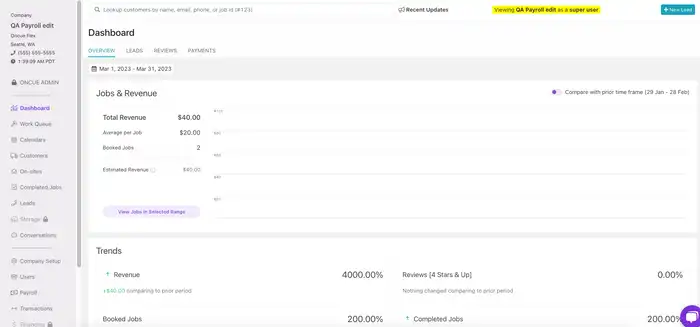 Company
QA Payroll edit
Oncue Flex
Seattle, WA
(555) 555-5555
1:39:09 AM PDT
ONCUE ADMIN
Dashboard
Work Queue
Calendars
Customers
On-sites
Completed Jobs
Leads
Storage
Conversations
Company Setup
Users
Payroll
Transactions
Lookup customers by name, email, phone, or job id (#123)
Recent Updates
Viewing QA Payroll edit as a super user
+ New Lead
Dashboard
OVERVIEW LEADS REVIEWS PAYMENTS
Mar 1, 2023 - Mar 31, 2023
Jobs & Revenue
Compare with prior time frame (29 Jan - 28 Feb)
Total Revenue $40.00
Average per Job $20.00
Booked Jobs 2
Estimated Revenue $40.00
View Jobs in Selected Range
Trends
Revenue 4000.00%
+$40.00 comparing to prior period
Reviews [4 Stars & Up] 0.00%
Nothing changed comparing to prior period
Booked Jobs 200.00%
Completed Jobs 200.00%